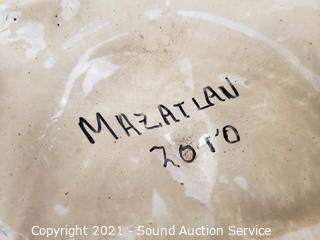 MAZATLAN
2010
Copyright 2021 - Sound Auction Service